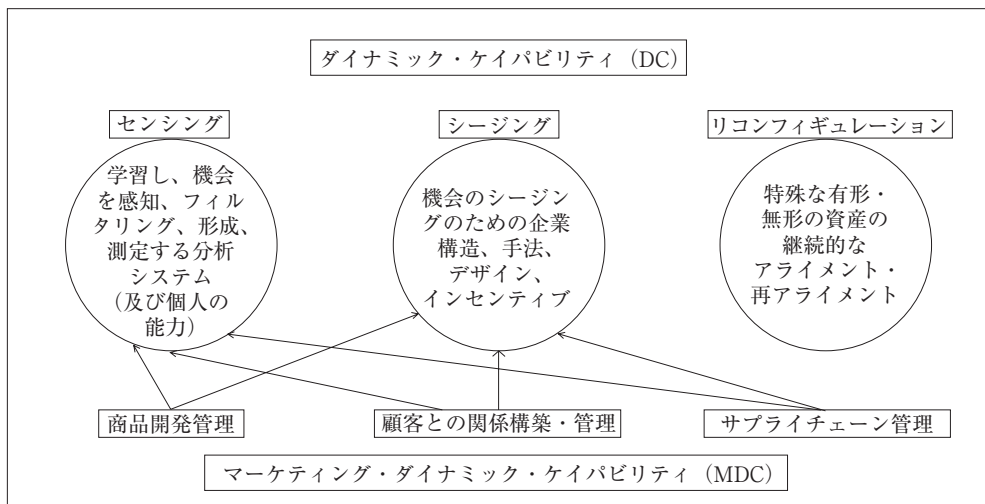 ダイナミック・ケイパビリティ（DC）
センシング
学習し、機会
を感知、フィル
タリング、形成、
測定する分析
システム
（及び個人の
能力）
シージング
機会のシージン
グのための企業
構造、手法、
デザイン、
インセンティブ
リコンフィギュレーション
特殊な有形・
無形の資産の
継続的な
アライメント・
再アライメント
商品開発管理
顧客との関係構築・管理
サプライチェーン管理
マーケティング・ダイナミック・ケイパビリティ（MDC）